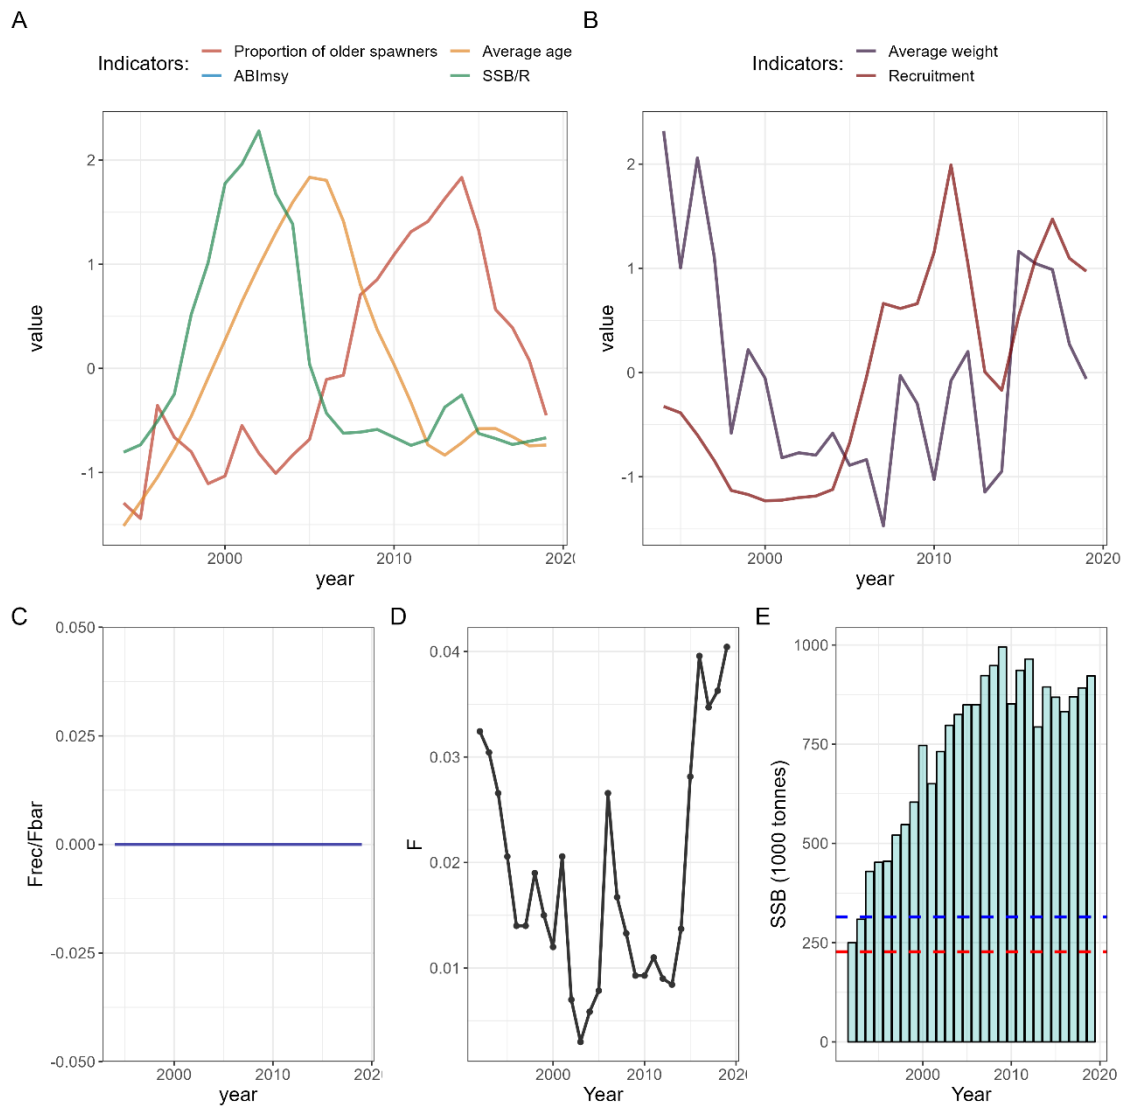 A
B
Indicators:
Proportion of older spawners
Average age
ABImsy
SSB/R
Indicators:
Average weight
Recruitment
value
2
1
0
-1
2000
2010
2020
year
value
2
1
0
-1
2000
2010
2020
year
C
D
E
Frec/Fbar
0.050
0.025
0.000
-0.025
-0.050
2000
2010
202
year
F
0.04
0.03
0.02
0.01
2000
2010
202
Year
SSB (1000 tonnes)
1000
750
500
250
0
2000
2010
2020
Year